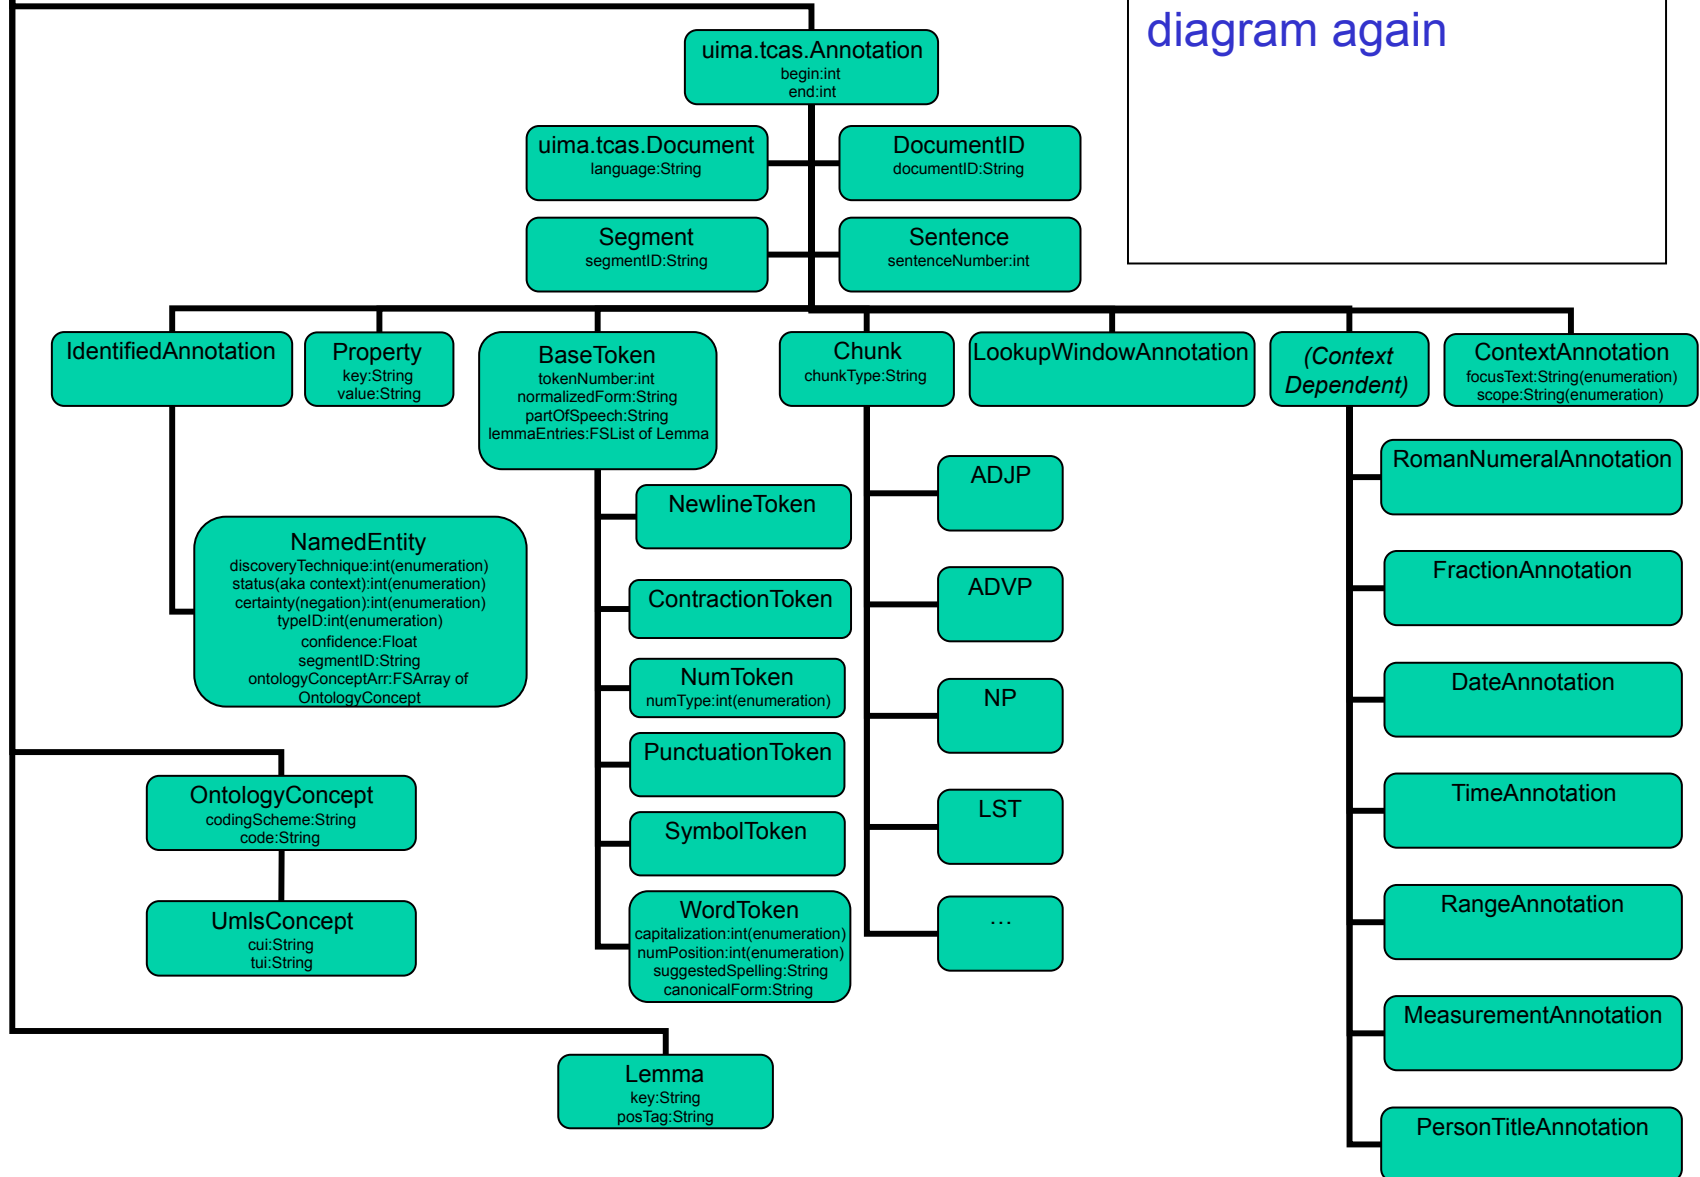 diagram again
uima.tcas.Annotation
begin:int
end:int
uima.tcas.Document
language:String
DocumentID
documentID:String
Segment
segmentID:String
Sentence
sentenceNumber:int
IdentifiedAnnotation
Property
key:String
value:String
BaseToken
tokenNumber:int
normalizedForm:String
partOfSpeech:String
lemmaEntries:FSList of Lemma
Chunk
chunkType:String
LookupWindowAnnotation
(Context
Dependent)
ContextAnnotation
focusText:String(enumeration)
scope:String(enumeration)
NamedEntity
discoveryTechnique:int(enumeration)
status(aka context):int(enumeration)
certainty(negation):int(enumeration)
typeID:int(enumeration)
confidence:Float
segmentID:String
ontologyConceptArr:FSArray of
OntologyConcept
NewlineToken
ContractionToken
NumToken
numType:int(enumeration)
PunctuationToken
SymbolToken
WordToken
capitalization:int(enumeration)
numPosition:int(enumeration)
suggestedSpelling:String
canonicalForm:String
ADJP
ADVP
NP
LST
…
RomanNumeralAnnotation
FractionAnnotation
DateAnnotation
TimeAnnotation
RangeAnnotation
MeasurementAnnotation
PersonTitleAnnotation
OntologyConcept
codingScheme:String
code:String
UmlsConcept
cui:String
tui:String
Lemma
key:String
posTag:String